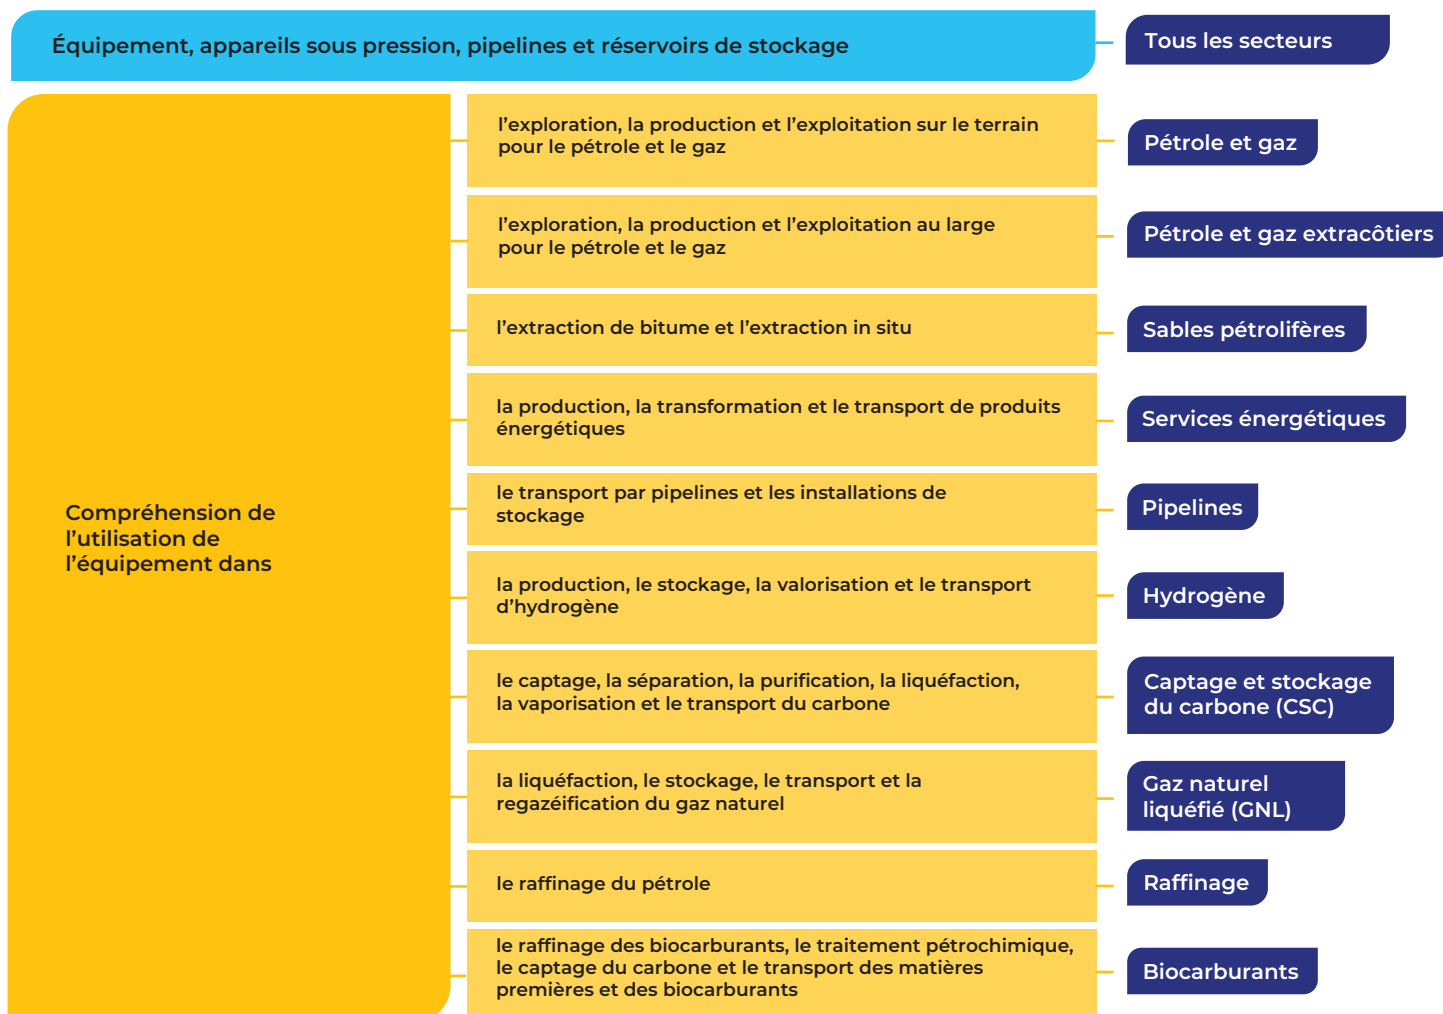 Équipement, appareils sous pression, pipelines et réservoirs de stockage
Tous les secteurs
Compréhension de
l’utilisation de
l’équipement dans
l’exploration, la production et l’exploitation sur le terrain
pour le pétrole et le gaz
Pétrole et gaz
l’exploration, la production et l’exploitation au large
pour le pétrole et le gaz
Pétrole et gaz extracôtiers
l’extraction de bitume et l’extraction in situ
Sables pétrolifères
la production, la transformation et le transport de produits
énergétiques
Services énergétiques
le transport par pipelines et les installations de
stockage
Pipelines
la production, le stockage, la valorisation et le transport
d’hydrogène
Hydrogène
le captage, la séparation, la purification, la liquéfaction,
la vaporisation et le transport du carbone
Captage et stockage
du carbone (CSC)
la liquéfaction, le stockage, le transport et la
regazéification du gaz naturel
Gaz naturel
liquéfié (GNL)
le raffinage du pétrole
Raffinage
le raffinage des biocarburants, le traitement pétrochimique,
le captage du carbone et le transport des matières
premières et des biocarburants
Biocarburants